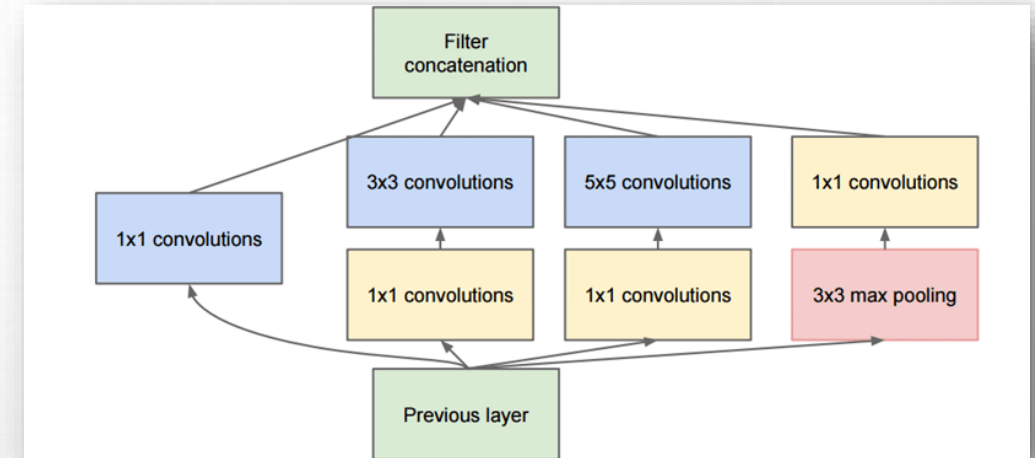 Filter
concatenation
3x3 convolutions
5x5 convolutions
1x1 convolutions
1x1 convolutions
1x1 convolutions
1x1 convolutions
3x3 max pooling
Previous layer